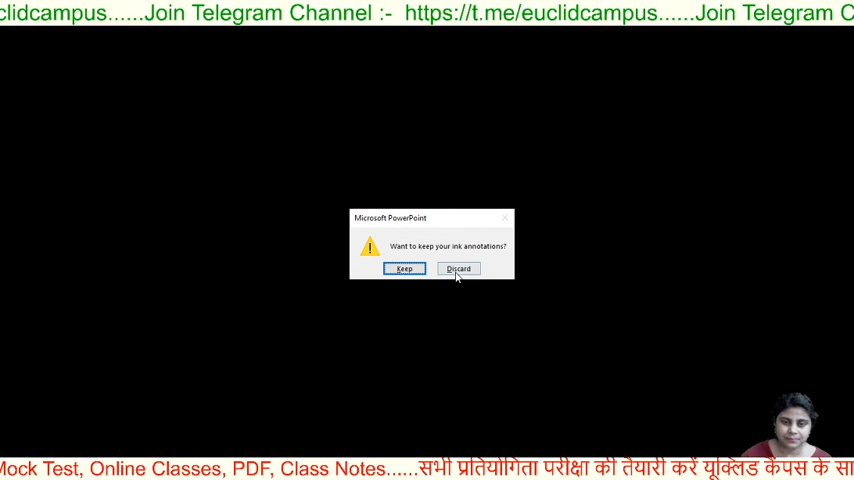 clidcampus......Join Telegram Channel :- https://t.me/euclidcampus......Join Telegram C
Microsoft PowerPoint
Want to keep your ink annotations?
Keep
Discard
Mock Test, Online Classes, PDF, Class Notes......सभी प्रतियोगिता परीक्षा की तैयारी करें यूक्लिड कैंपस के सा